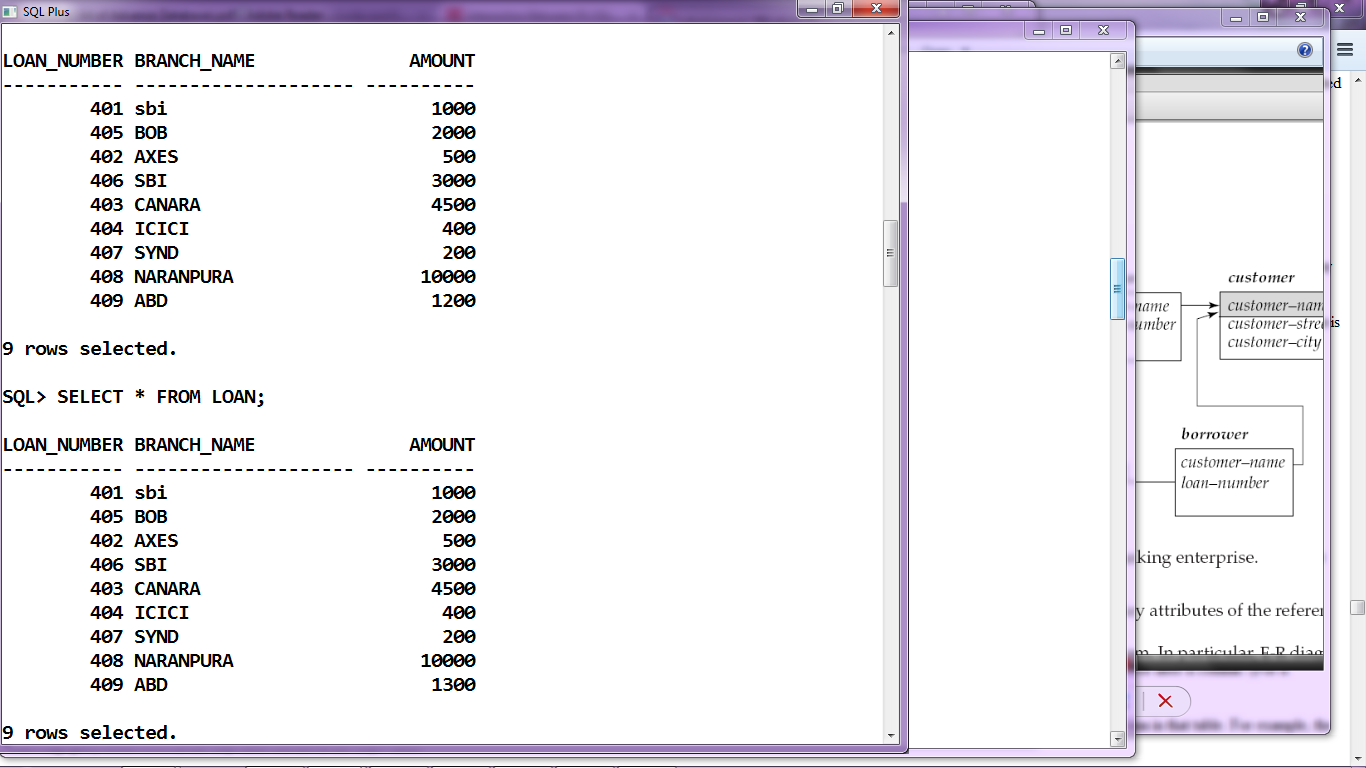 SQL Plus
LOAN_NUMBER BRANCH_NAME              AMOUNT
----------- -------------------- ----------
        401 sbi                        1000
        405 BOB                        2000
        402 AXES                        500
        406 SBI                        3000
        403 CANARA                     4500
        404 ICICI                       400
        407 SYND                        200
        408 NARANPURA                 10000
        409 ABD                        1200
9 rows selected.
SQL> SELECT * FROM LOAN;
LOAN_NUMBER BRANCH_NAME              AMOUNT
----------- -------------------- ----------
        401 sbi                        1000
        405 BOB                        2000
        402 AXES                        500
        406 SBI                        3000
        403 CANARA                     4500
        404 ICICI                       400
        407 SYND                        200
        408 NARANPURA                 10000
        409 ABD                        1300
9 rows selected.
ed
customer
name
umber
customer–nam
customer–stree
customer–city
is
borrower
customer–name
loan–number
king enterprise.
y attributes of the referen
m. In particular, E-R diag